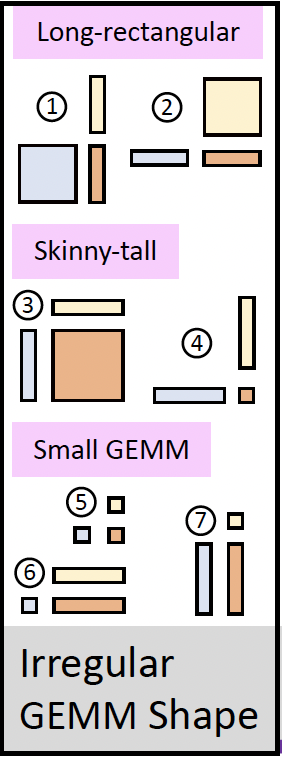 Long-rectangular
① ②
Skinny-tall
③
④
Small GEMM
⑤
⑦
⑥
Irregular
GEMM Shape